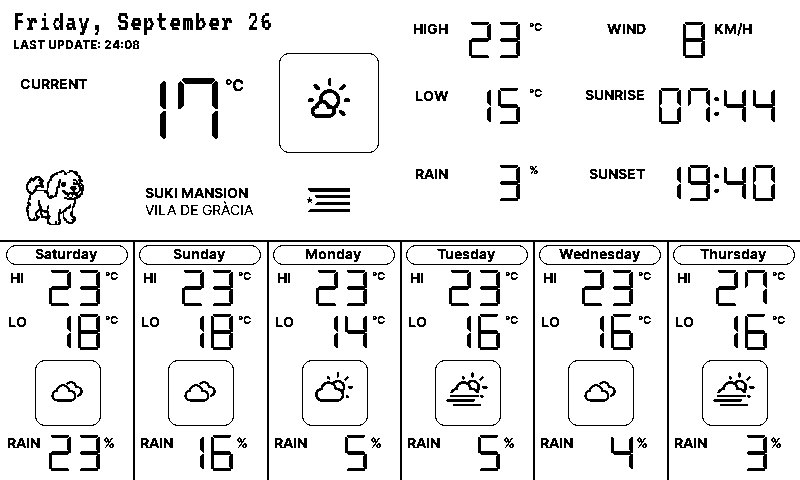 Friday, September 26
LAST UPDATE: 24:08
CURRENT 17 °C
SUKI MANSION
VILA DE GRÀCIA
HIGH 23 °C
LOW 15 °C
RAIN 3 %
WIND 8 KM/H
SUNRISE 07:44
SUNSET 19:40
Saturday
HI 23 °C
LO 18 °C
RAIN 23 %
Sunday
HI 23 °C
LO 18 °C
RAIN 16 %
Monday
HI 23 °C
LO 14 °C
RAIN 5 %
Tuesday
HI 23 °C
LO 16 °C
RAIN 5 %
Wednesday
HI 23 °C
LO 16 °C
RAIN 4 %
Thursday
HI 27 °C
LO 16 °C
RAIN 3 %